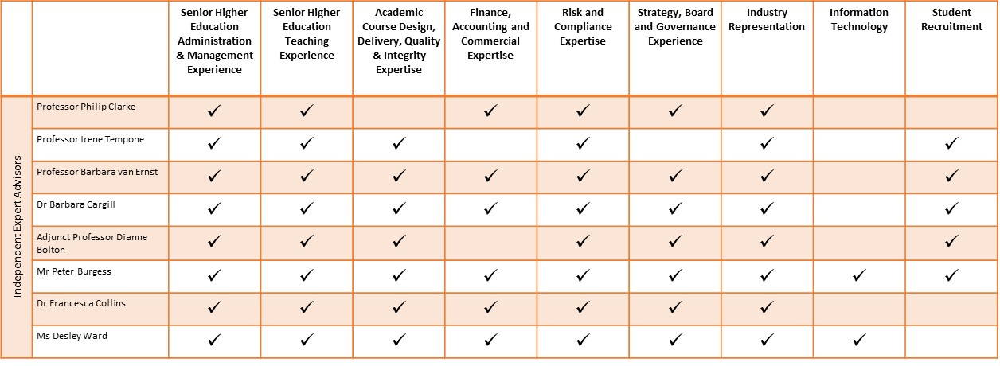 Senior Higher
Education
Administration
& Management
Experience
Senior Higher
Education
Teaching
Experience
Academic
Course Design,
Delivery, Quality
& Integrity
Expertise
Finance,
Accounting and
Commercial
Expertise
Risk and
Compliance
Expertise
Strategy, Board
and Governance
Experience
Industry
Representation
Information
Technology
Student
Recruitment
Independent Expert Advisors
Professor Philip Clarke
✓ ✓ ✓ ✓ ✓ ✓
Professor Irene Tempone
✓ ✓ ✓ ✓ ✓ ✓
Professor Barbara van Ernst
✓ ✓ ✓ ✓ ✓ ✓ ✓ ✓
Dr Barbara Cargill
✓ ✓ ✓ ✓ ✓ ✓ ✓ ✓
Adjunct Professor Dianne
Bolton
✓ ✓ ✓ ✓ ✓ ✓ ✓
Mr Peter Burgess
✓ ✓ ✓ ✓ ✓ ✓ ✓ ✓ ✓
Dr Francesca Collins
✓ ✓ ✓ ✓ ✓ ✓ ✓
Ms Desley Ward
✓ ✓ ✓ ✓ ✓ ✓ ✓ ✓